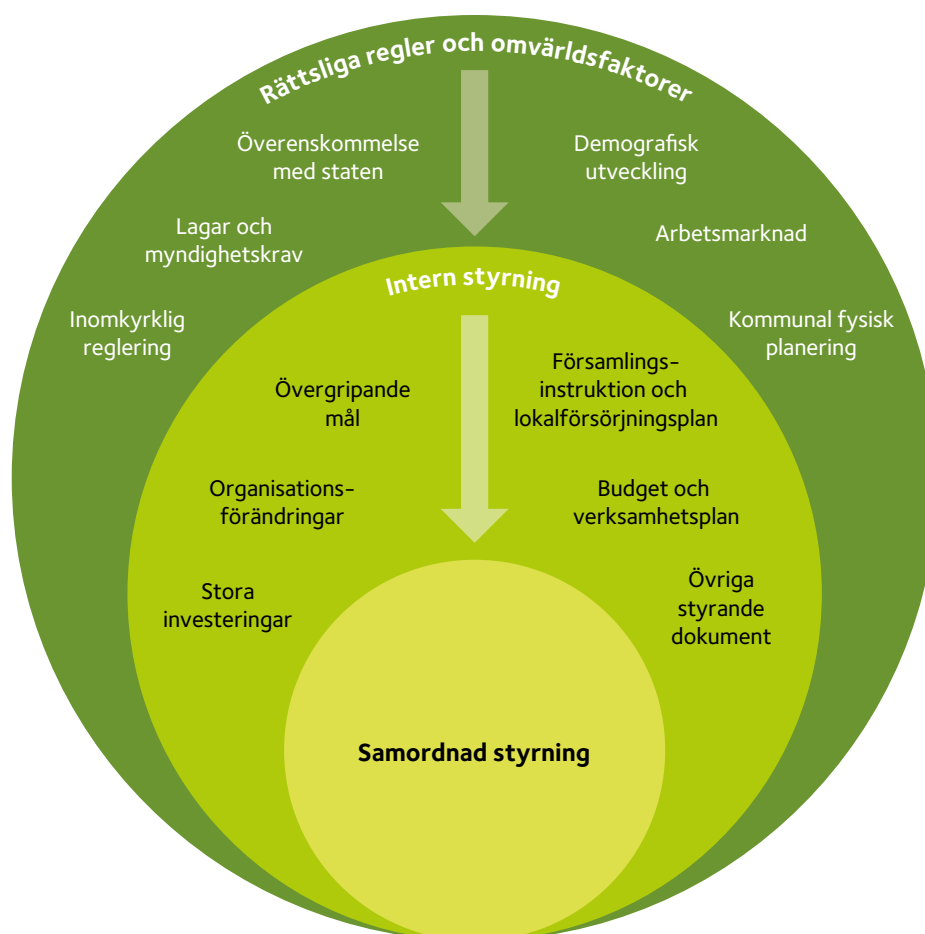 Rättsliga regler och omvärldsfaktorer
Överenskommelse
med staten
Demografisk
utveckling
Lagar och
myndighetskrav
Arbetsmarknad
Inomkyrklig
reglering
Kommunal fysisk
planering
Intern styrning
Övergripande
mål
Församlings-
instruktion och
lokalförsörjningsplan
Organisations-
förändringar
Budget och
verksamhetsplan
Stora
investeringar
Övriga
styrande
dokument
Samordnad styrning